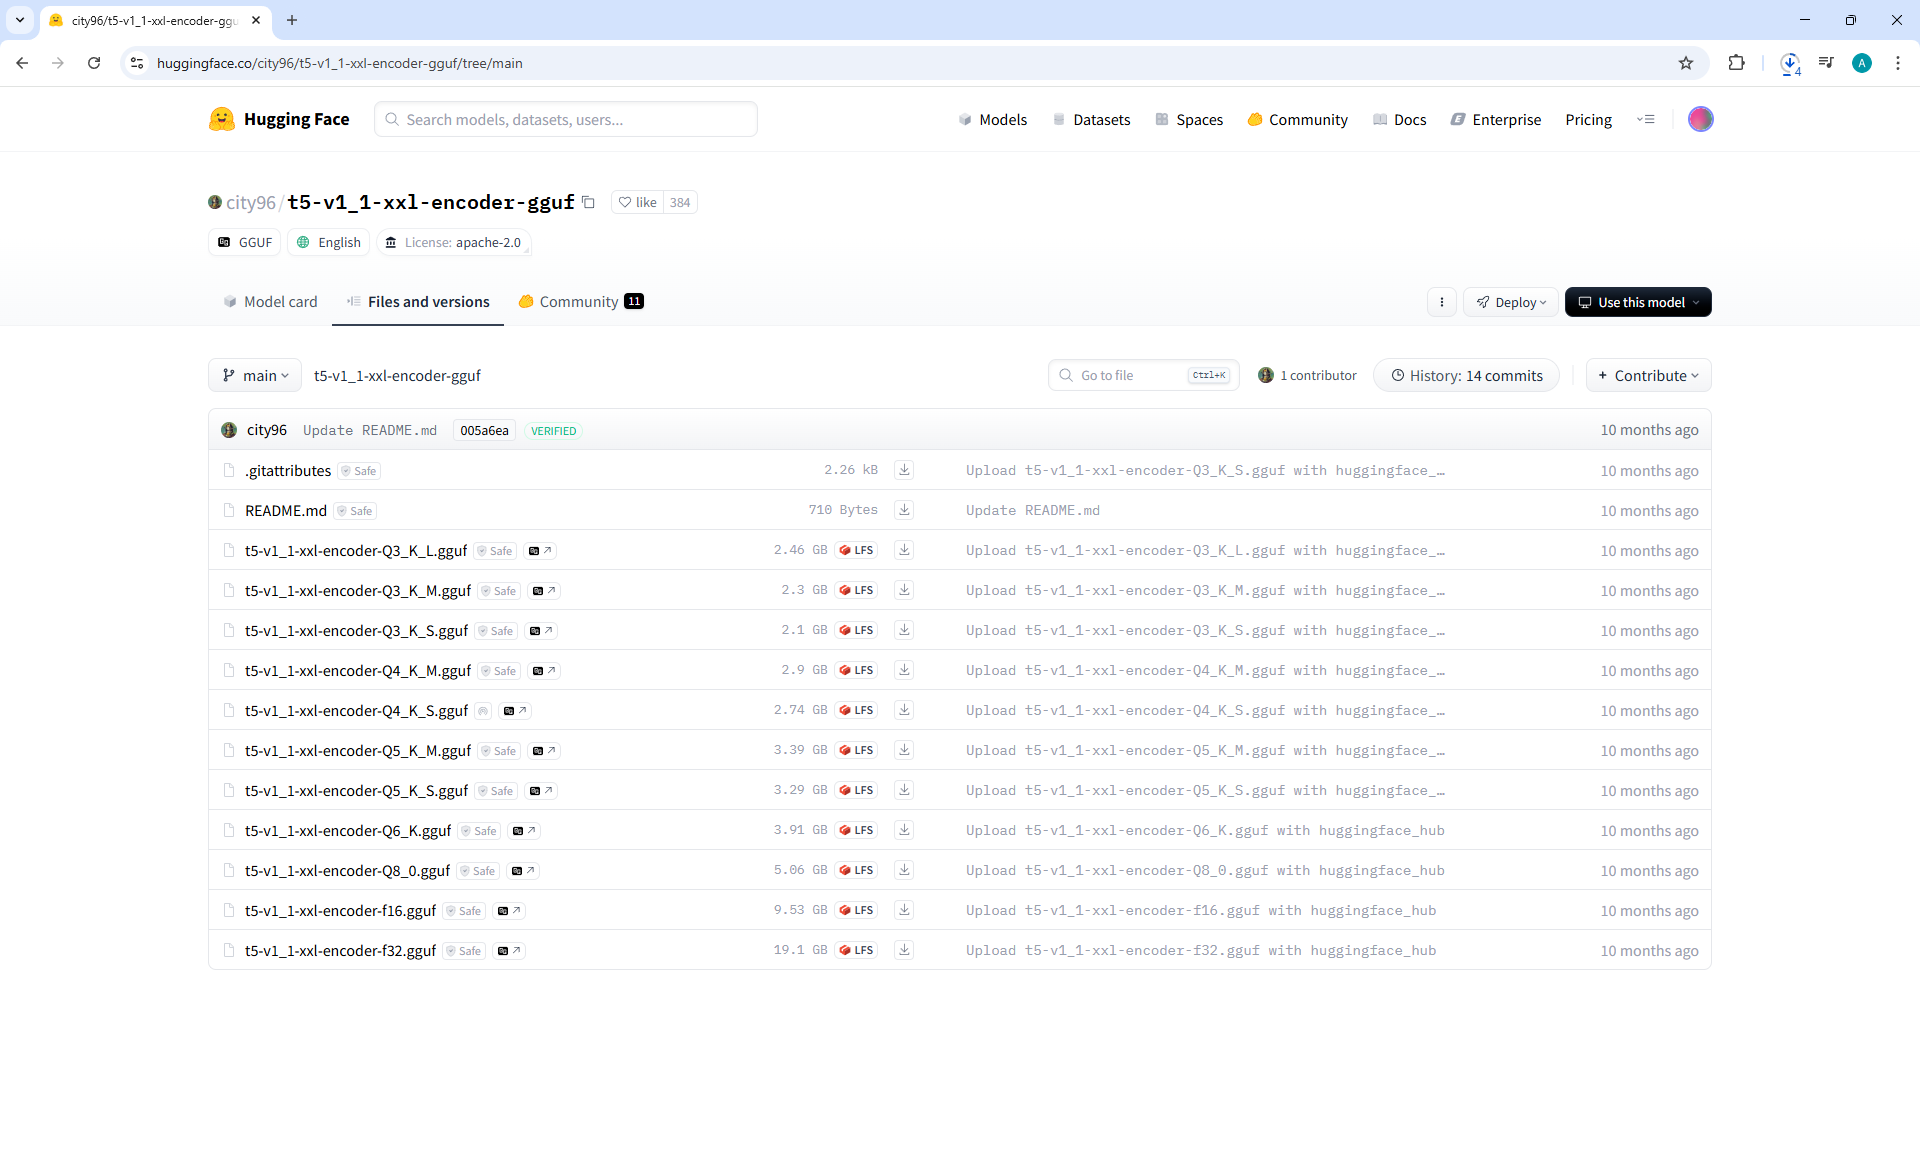 city96/t5-v1_1-xxl-encoder-ggu
huggingface.co/city96/t5-v1_1-xxl-encoder-gguf/tree/main
4
A
Hugging Face
Search models, datasets, users...
Models
Datasets
Spaces
Community
Docs
Enterprise
Pricing
city96/t5-v1_1-xxl-encoder-gguf
like 384
GGUF
English
License: apache-2.0
Model card
Files and versions
Community 11
Deploy
Use this model
main
t5-v1_1-xxl-encoder-gguf
Go to file Ctrl+K
1 contributor
History: 14 commits
+ Contribute
city96 Update README.md 005a6ea VERIFIED 10 months ago
.gitattributes Safe 2.26 kB Upload t5-v1_1-xxl-encoder-Q3_K_S.gguf with huggingface_… 10 months ago
README.md Safe 710 Bytes Update README.md 10 months ago
t5-v1_1-xxl-encoder-Q3_K_L.gguf Safe 2.46 GB LFS Upload t5-v1_1-xxl-encoder-Q3_K_L.gguf with huggingface_… 10 months ago
t5-v1_1-xxl-encoder-Q3_K_M.gguf Safe 2.3 GB LFS Upload t5-v1_1-xxl-encoder-Q3_K_M.gguf with huggingface_… 10 months ago
t5-v1_1-xxl-encoder-Q3_K_S.gguf Safe 2.1 GB LFS Upload t5-v1_1-xxl-encoder-Q3_K_S.gguf with huggingface_… 10 months ago
t5-v1_1-xxl-encoder-Q4_K_M.gguf Safe 2.9 GB LFS Upload t5-v1_1-xxl-encoder-Q4_K_M.gguf with huggingface_… 10 months ago
t5-v1_1-xxl-encoder-Q4_K_S.gguf 2.74 GB LFS Upload t5-v1_1-xxl-encoder-Q4_K_S.gguf with huggingface_… 10 months ago
t5-v1_1-xxl-encoder-Q5_K_M.gguf Safe 3.39 GB LFS Upload t5-v1_1-xxl-encoder-Q5_K_M.gguf with huggingface_… 10 months ago
t5-v1_1-xxl-encoder-Q5_K_S.gguf Safe 3.29 GB LFS Upload t5-v1_1-xxl-encoder-Q5_K_S.gguf with huggingface_… 10 months ago
t5-v1_1-xxl-encoder-Q6_K.gguf Safe 3.91 GB LFS Upload t5-v1_1-xxl-encoder-Q6_K.gguf with huggingface_hub 10 months ago
t5-v1_1-xxl-encoder-Q8_0.gguf Safe 5.06 GB LFS Upload t5-v1_1-xxl-encoder-Q8_0.gguf with huggingface_hub 10 months ago
t5-v1_1-xxl-encoder-f16.gguf Safe 9.53 GB LFS Upload t5-v1_1-xxl-encoder-f16.gguf with huggingface_hub 10 months ago
t5-v1_1-xxl-encoder-f32.gguf Safe 19.1 GB LFS Upload t5-v1_1-xxl-encoder-f32.gguf with huggingface_hub 10 months ago